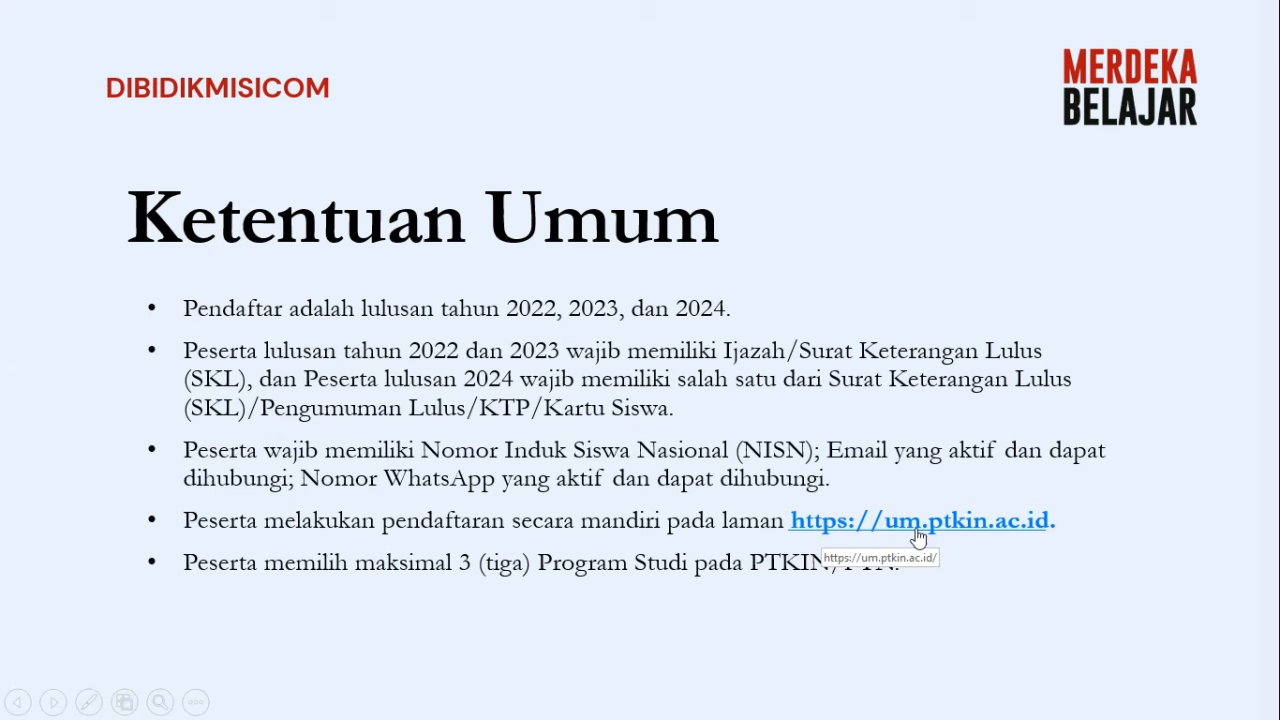 DIBIDIKMISICOM
MERDEKA
BELAJAR
Ketentuan Umum
• Pendaftar adalah lulusan tahun 2022, 2023, dan 2024.
• Peserta lulusan tahun 2022 dan 2023 wajib memiliki Ijazah/Surat Keterangan Lulus
(SKL), dan Peserta lulusan 2024 wajib memiliki salah satu dari Surat Keterangan Lulus
(SKL)/Pengumuman Lulus/KTP/Kartu Siswa.
• Peserta wajib memiliki Nomor Induk Siswa Nasional (NISN); Email yang aktif dan dapat
dihubungi; Nomor WhatsApp yang aktif dan dapat dihubungi.
• Peserta melakukan pendaftaran secara mandiri pada laman https://um.ptkin.ac.id.
https://um.ptkin.ac.id/
• Peserta memilih maksimal 3 (tiga) Program Studi pada PTKIN/PTN.